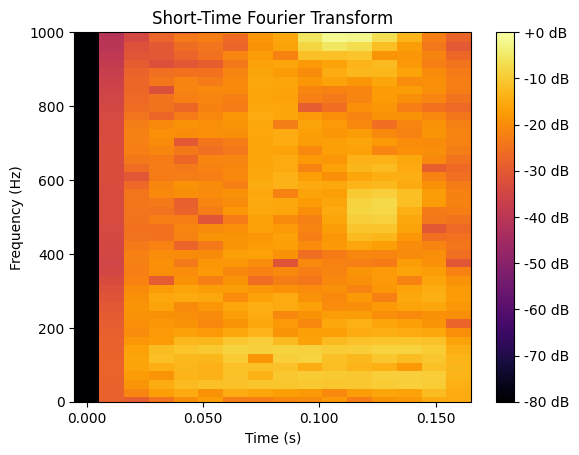 Short-Time Fourier Transform
1000
800
600
400
200
0
Frequency (Hz)
0.000
0.050
0.100
0.150
Time (s)
+0 dB
-10 dB
-20 dB
-30 dB
-40 dB
-50 dB
-60 dB
-70 dB
-80 dB